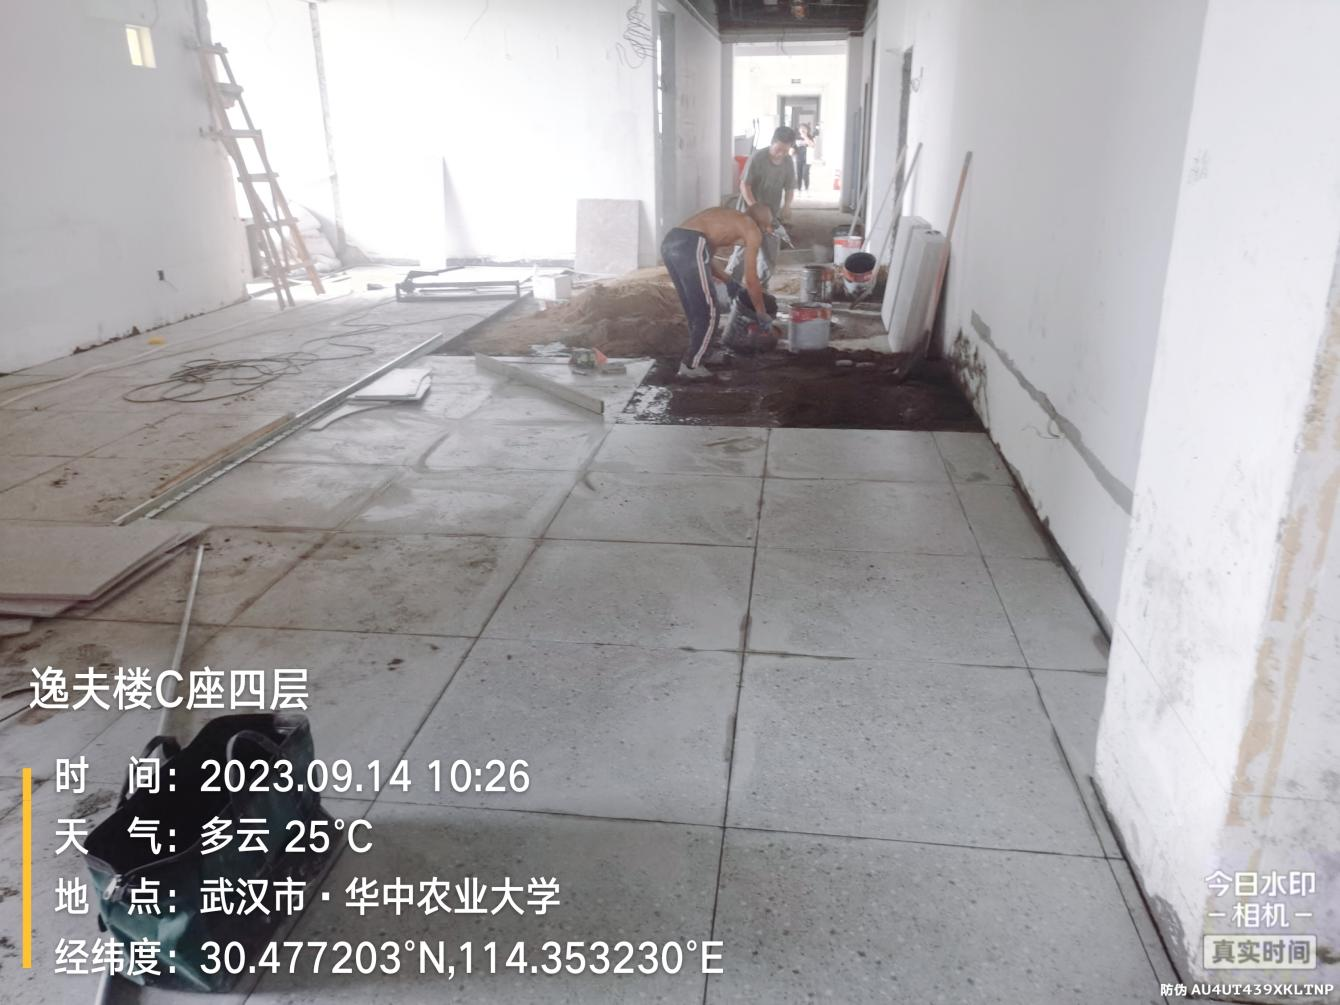 逸夫楼C座四层
时 间：2023.09.14 10:26
天 气：多云 25℃
地 点：武汉市·华中农业大学
经纬度：30.477203°N,114.353230°E
今日水印
-相机-
真实时间
防伪 AU4UT439XKLTNP